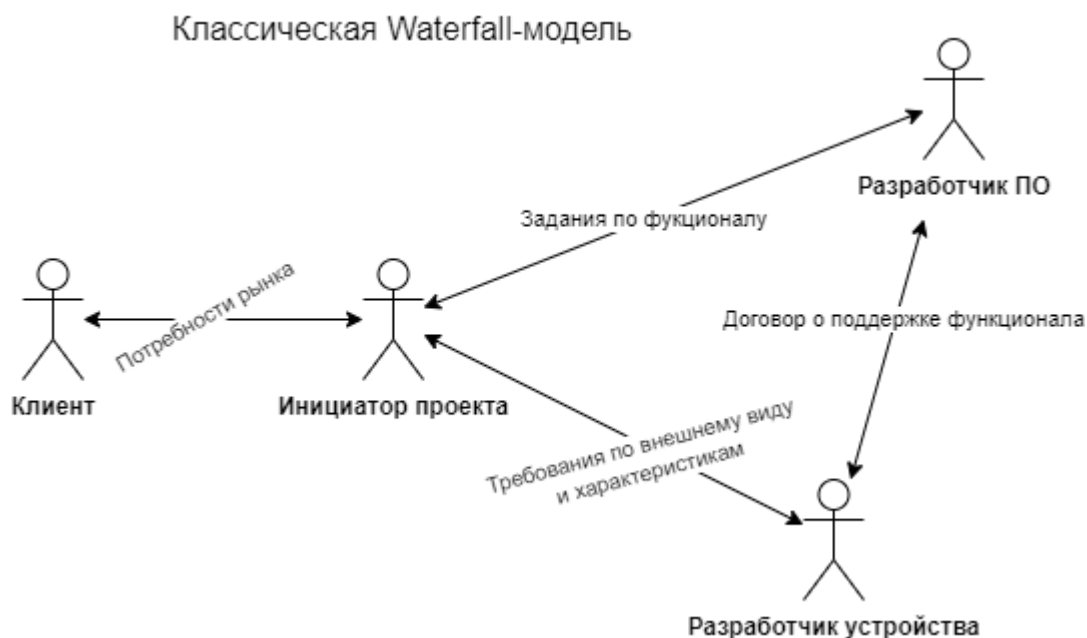 Классическая Waterfall-модель
Разработчик ПО
Задания по фукционалу
Потребности рынка
Договор о поддержке функционала
Клиент
Инициатор проекта
Требования по внешнему виду
и характеристикам
Разработчик устройства